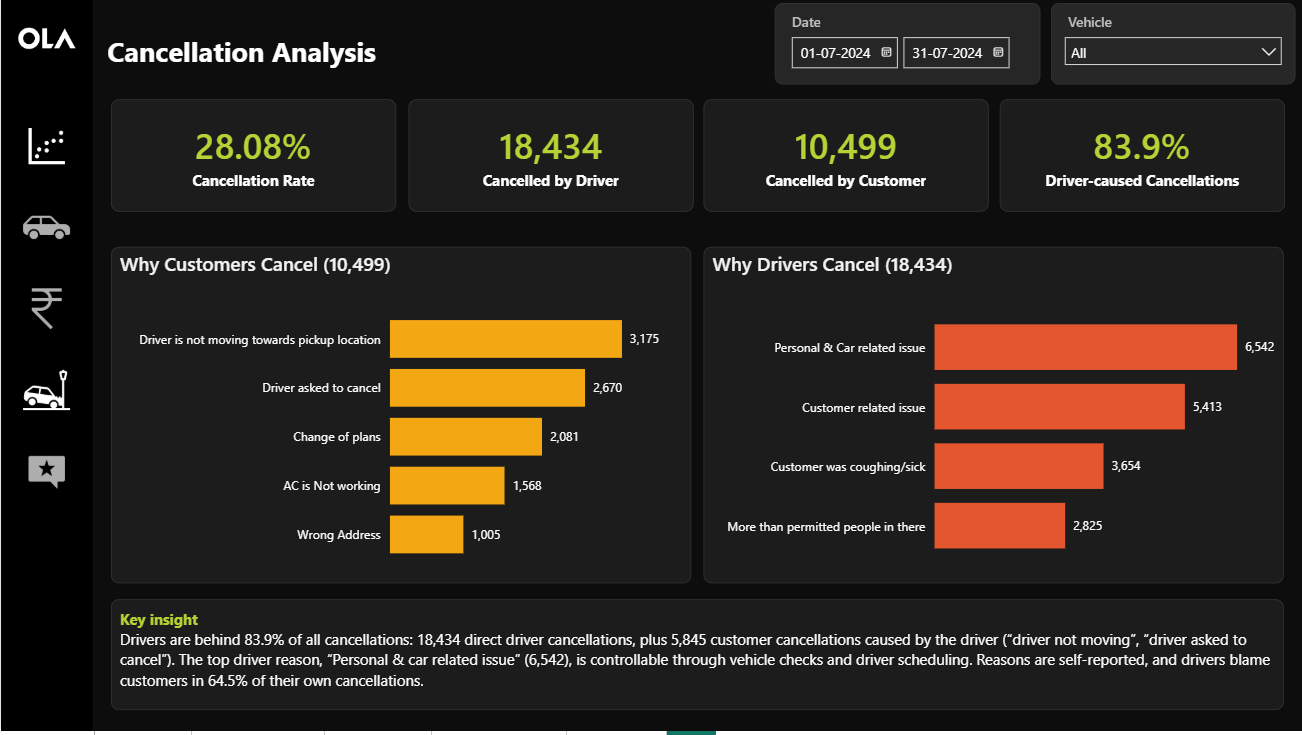 OLA
Cancellation Analysis
Date
01-07-2024
31-07-2024
Vehicle
All
28.08%
Cancellation Rate
18,434
Cancelled by Driver
10,499
Cancelled by Customer
83.9%
Driver-caused Cancellations
Why Customers Cancel (10,499)
Driver is not moving towards pickup location
3,175
Driver asked to cancel
2,670
Change of plans
2,081
AC is Not working
1,568
Wrong Address
1,005
Why Drivers Cancel (18,434)
Personal & Car related issue
6,542
Customer related issue
5,413
Customer was coughing/sick
3,654
More than permitted people in there
2,825
Key insight
Drivers are behind 83.9% of all cancellations: 18,434 direct driver cancellations, plus 5,845 customer cancellations caused by the driver (“driver not moving”, “driver asked to
cancel”). The top driver reason, “Personal & car related issue” (6,542), is controllable through vehicle checks and driver scheduling. Reasons are self-reported, and drivers blame
customers in 64.5% of their own cancellations.